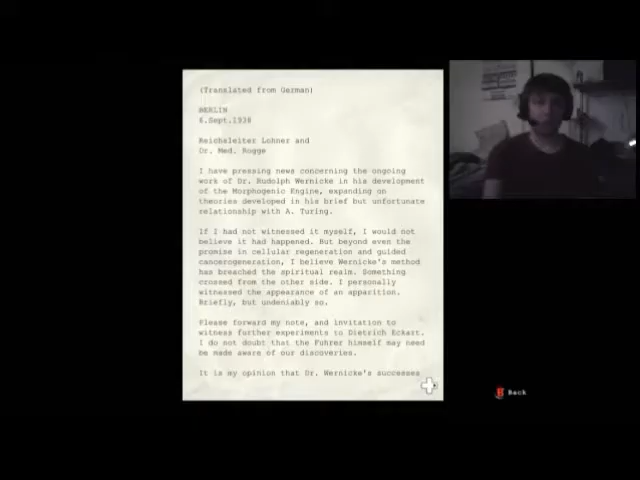 (Translated from German)
BERLIN
6.Sept.1938
Reichsleiter Lohner and
Dr. Med. Rogge
I have pressing news concerning the ongoing
work of Dr. Rudolph Wernicke in his development
of the Morphogenic Engine, expanding on
theories developed in his brief but unfortunate
relationship with A. Turing.
If I had not witnessed it myself, I would not
believe it had happened. But beyond even the
promise in cellular regeneration and guided
cancerogeneration, I believe Wernicke's method
has breached the spiritual realm. Something
crossed from the other side. I personally
witnessed the appearance of an apparition.
Briefly, but undeniably so.
Please forward my note, and invitation to
witness further experiments to Dietrich Eckart.
I do not doubt that the Fuhrer himself may need
be made aware of our discoveries.
It is my opinion that Dr. Wernicke's successes
B Back